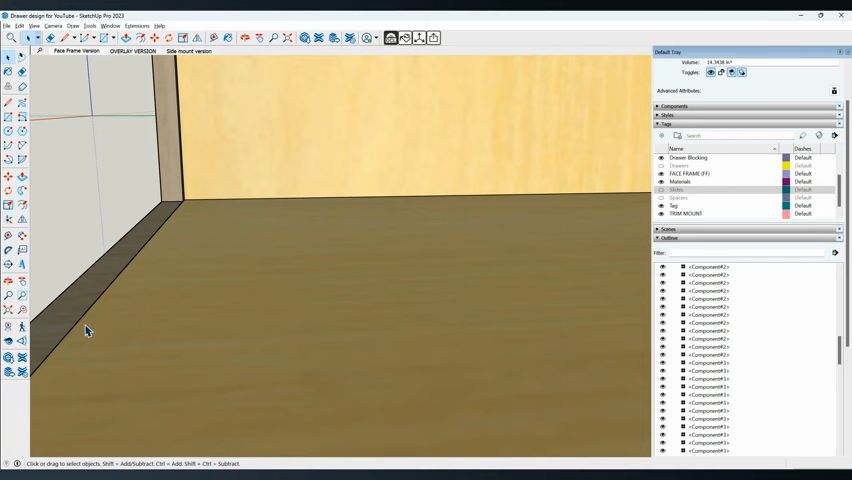 Drawer design for YouTube - SketchUp Pro 2023
File Edit View Camera Draw Tools Window Extensions Help
Face Frame Version OVERLAY VERSION Side mount version
Default Tray
Volume: 14.3438 in³
Toggles:
Advanced Attributes:
Components
Styles
Tags
Search
Name Dashes
Drawer Blocking Default
Drawers Default
FACE FRAME (FF) Default
Materials Default
Slides Default
Spacers Default
Tag Default
TRIM MOUNT Default
Scenes
Outliner
Filter:
<Component#2>
<Component#2>
<Component#2>
<Component#2>
<Component#2>
<Component#2>
<Component#2>
<Component#2>
<Component#2>
<Component#2>
<Component#2>
<Component#2>
<Component#3>
<Component#3>
<Component#3>
<Component#3>
<Component#3>
<Component#3>
<Component#3>
<Component#3>
<Component#3>
<Component#3>
<Component#3>
<Component#3>
Click or drag to select objects. Shift = Add/Subtract. Ctrl = Add. Shift + Ctrl = Subtract.